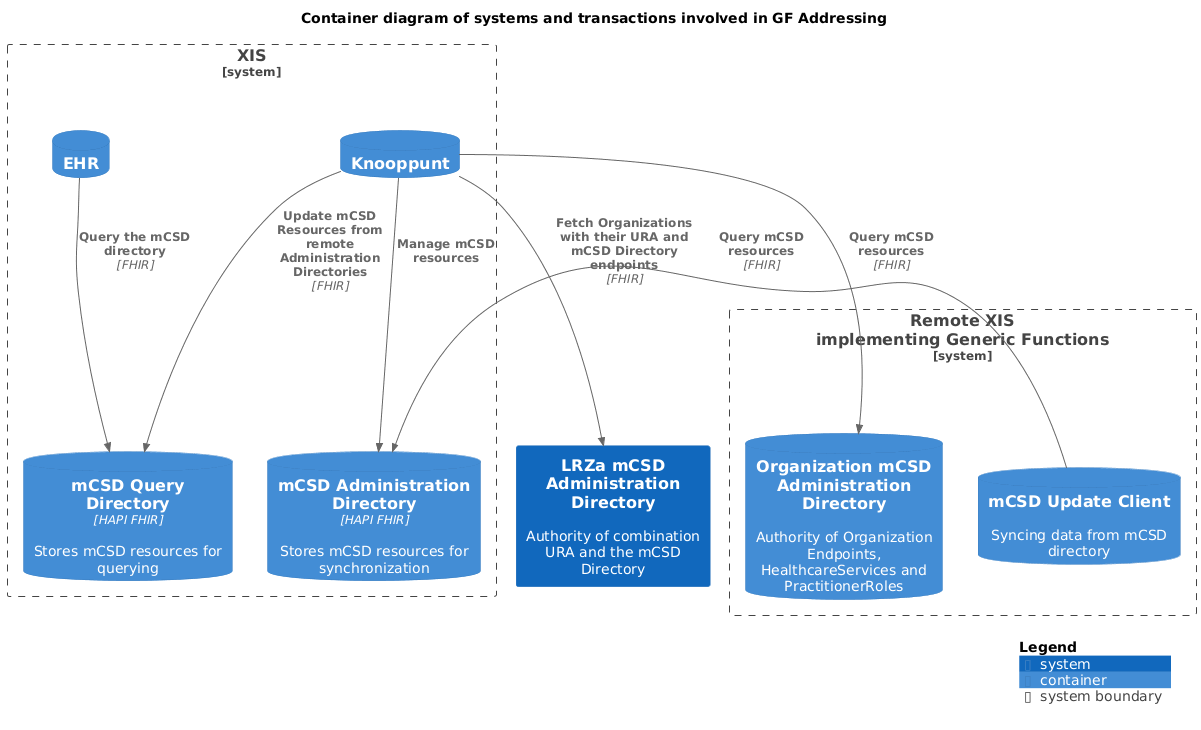 Container diagram of systems and transactions involved in GF Addressing
XIS
[system]
EHR
Knooppunt
Query the mCSD
directory
[FHIR]
Update mCSD
Resources from
remote
Administration
Directories
[FHIR]
Manage mCSD
resources
Fetch Organizations
with their URA and
mCSD Directory
endpoints
[FHIR]
Query mCSD
resources
[FHIR]
Query mCSD
resources
[FHIR]
Remote XIS
implementing Generic Functions
[system]
mCSD Query
Directory
[HAPI FHIR]
Stores mCSD resources for
querying
mCSD Administration
Directory
[HAPI FHIR]
Stores mCSD resources for
synchronization
LRZa mCSD
Administration
Directory
Authority of combination
URA and the mCSD
Directory
Organization mCSD
Administration
Directory
Authority of Organization
Endpoints,
HealthcareServices and
PractitionerRoles
mCSD Update Client
Syncing data from mCSD
directory
Legend
system
container
system boundary